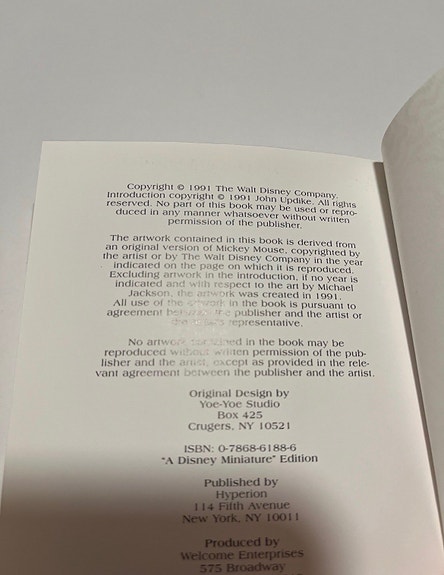 Copyright © 1991 The Walt Disney Company.
Introduction copyright © 1991 John Updike. All rights
reserved. No part of this book may be used or repro-
duced in any manner whatsoever without written
permission of the publisher.
The artwork contained in this book is derived from
an original version of Mickey Mouse, copyrighted by
the artist or by The Walt Disney Company in the year
indicated on the page on which it is reproduced.
Excluding artwork in the introduction, if no year is
indicated and with respect to the art by Michael
Jackson, the artwork was created in 1991.
All use of the artwork in the book is pursuant to
agreement between the publisher and the artist or
the artist's representative.
No artwork contained in the book may be
reproduced without written permission of the pub-
lisher and the artist, except as provided in the rele-
vant agreement between the publisher and the artist.
Original Design by
Yoe-Yoe Studio
Box 425
Crugers, NY 10521
ISBN: 0-7868-6188-6
"A Disney Miniature" Edition
Published by
Hyperion
114 Fifth Avenue
New York, NY 10011
Produced by
Welcome Enterprises
575 Broadway